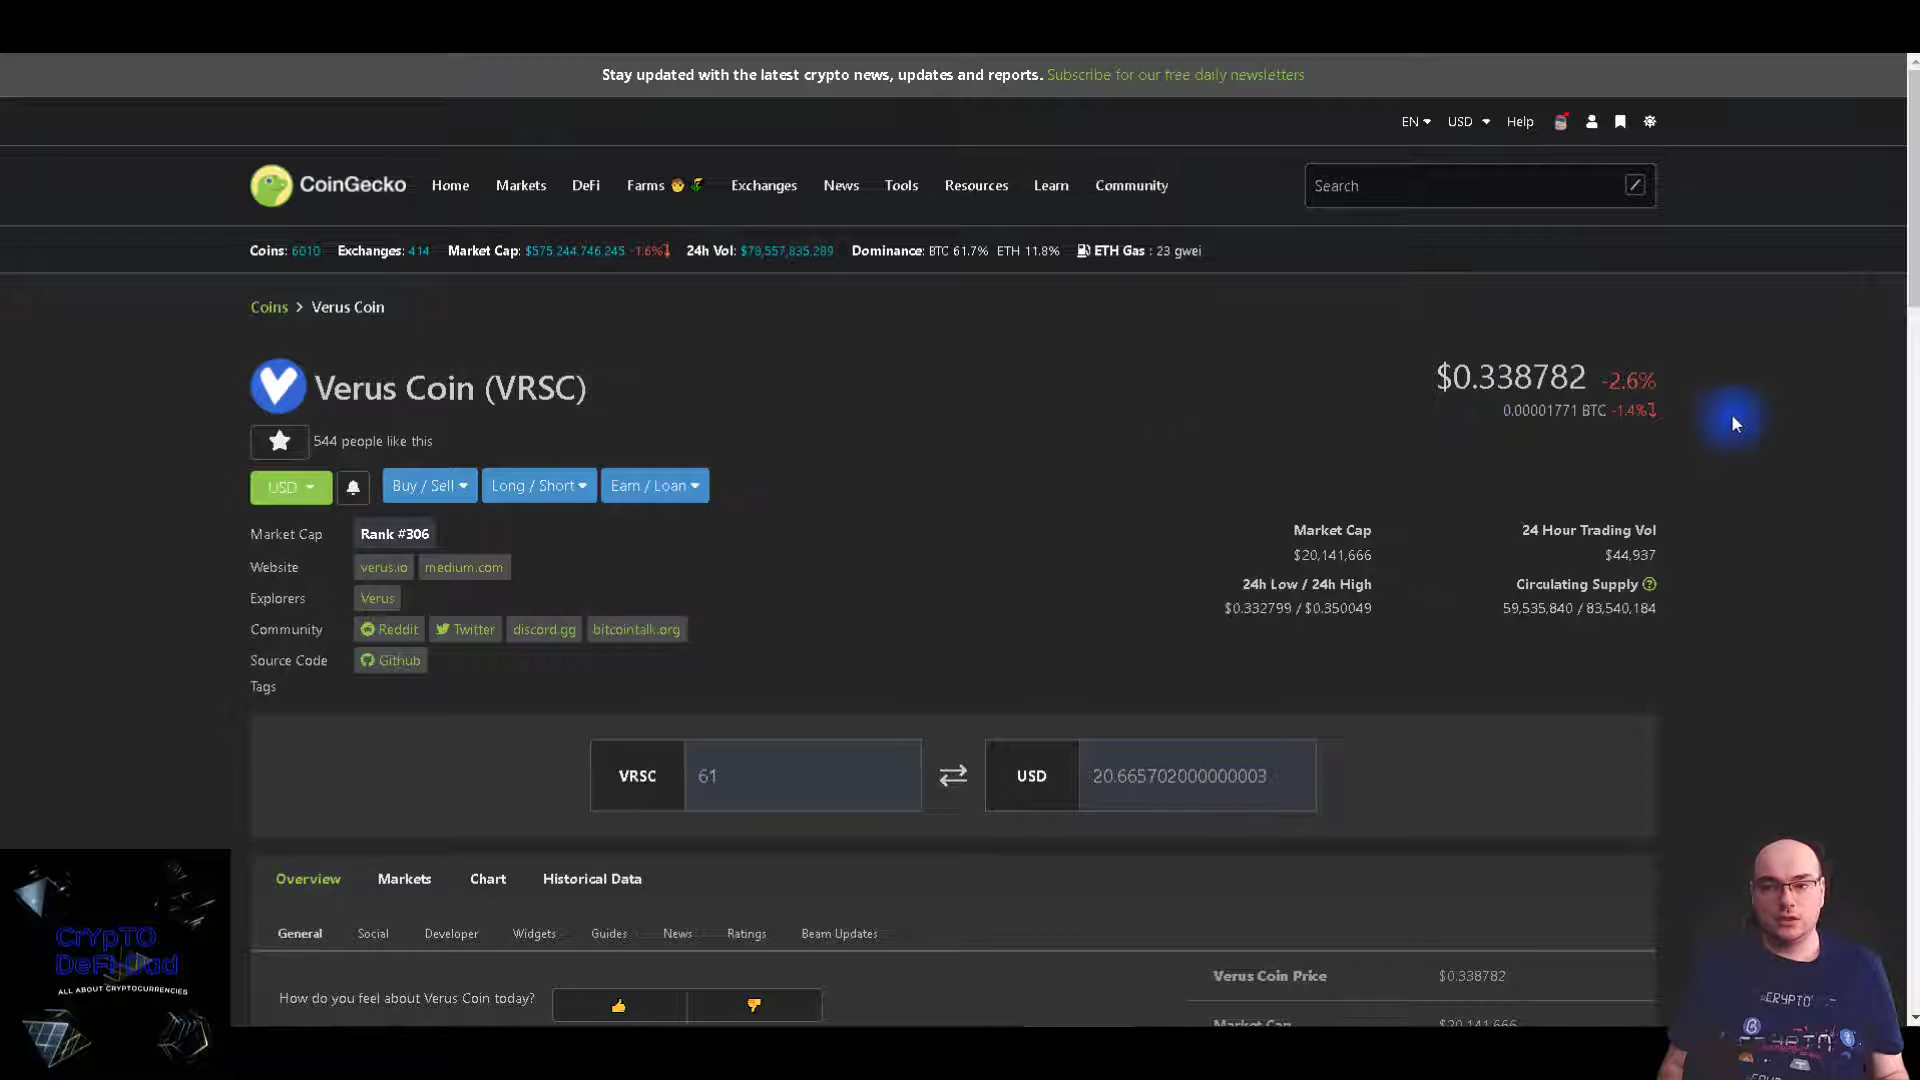 Stay updated with the latest crypto news, updates and reports. Subscribe for our free daily newsletters
EN USD Help
CoinGecko Home Markets DeFi Farms Exchanges News Tools Resources Learn Community Search /
Coins: 6010 Exchanges: 414 Market Cap: $575,244,746,245 -1.6% 24h Vol: $78,557,835,289 Dominance: BTC 61.7% ETH 11.8% ETH Gas : 23 gwei
Coins > Verus Coin
Verus Coin (VRSC)
$0.338782 -2.6%
0.00001771 BTC -1.4%
544 people like this
USD Buy / Sell Long / Short Earn / Loan
Market Cap Rank #306
Website verus.io medium.com
Explorers Verus
Community Reddit Twitter discord.gg bitcointalk.org
Source Code Github
Tags
Market Cap 24 Hour Trading Vol
$20,141,666 $44,937
24h Low / 24h High Circulating Supply ?
$0.332799 / $0.350049 59,535,840 / 83,540,184
VRSC 61 USD 20.665702000000003
Overview Markets Chart Historical Data
General Social Developer Widgets Guides News Ratings Beam Updates
How do you feel about Verus Coin today?
Verus Coin Price $0.338782
Market Cap $20,141,666
CrYpTO
DeFi Dad
ALL ABOUT CRYPTOCURRENCIES
CRYPTO